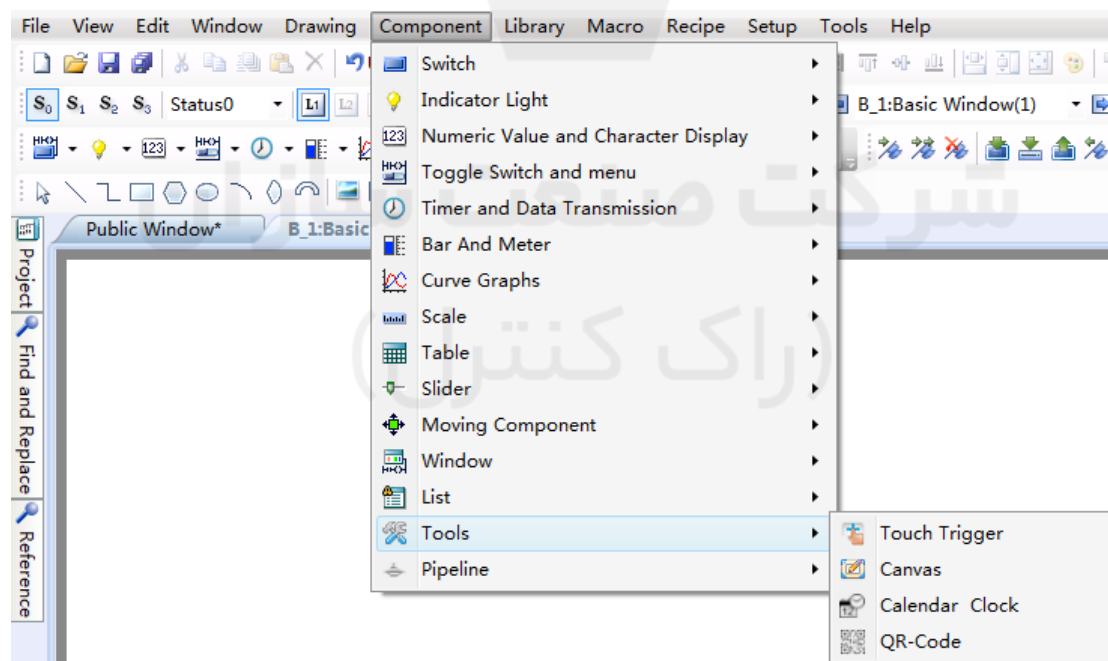 File View Edit Window Drawing Component Library Macro Recipe Setup Tools Help
S0 S1 S2 S3 Status0 L1 L2 B_1:Basic Window(1)
Public Window* B_1:Basic
Project
Find and Replace
Reference
Switch
Indicator Light
Numeric Value and Character Display
Toggle Switch and menu
Timer and Data Transmission
Bar And Meter
Curve Graphs
Scale
Table
Slider
Moving Component
Window
List
Tools
Pipeline
Touch Trigger
Canvas
Calendar Clock
QR-Code
شرکت صنعت سازان
(راک کنترل)